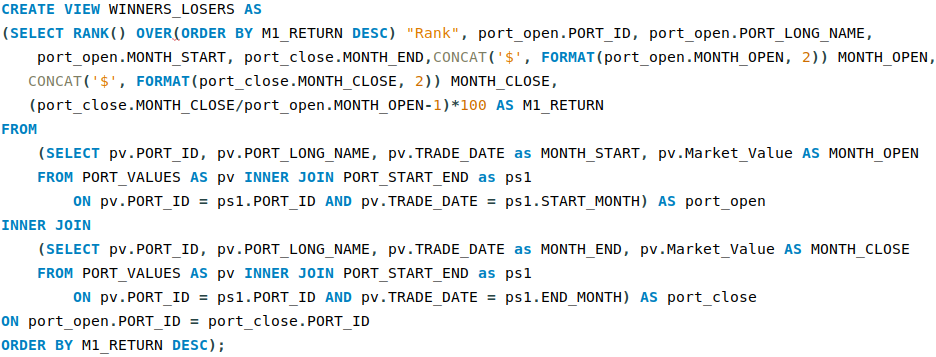 CREATE VIEW WINNERS_LOSERS AS
(SELECT RANK() OVER(ORDER BY M1_RETURN DESC) "Rank", port_open.PORT_ID, port_open.PORT_LONG_NAME,
port_open.MONTH_START, port_close.MONTH_END,CONCAT('$', FORMAT(port_open.MONTH_OPEN, 2)) MONTH_OPEN,
CONCAT('$', FORMAT(port_close.MONTH_CLOSE, 2)) MONTH_CLOSE,
(port_close.MONTH_CLOSE/port_open.MONTH_OPEN-1)*100 AS M1_RETURN
FROM
(SELECT pv.PORT_ID, pv.PORT_LONG_NAME, pv.TRADE_DATE as MONTH_START, pv.Market_Value AS MONTH_OPEN
FROM PORT_VALUES AS pv INNER JOIN PORT_START_END as ps1
ON pv.PORT_ID = ps1.PORT_ID AND pv.TRADE_DATE = ps1.START_MONTH) AS port_open
INNER JOIN
(SELECT pv.PORT_ID, pv.PORT_LONG_NAME, pv.TRADE_DATE as MONTH_END, pv.Market_Value AS MONTH_CLOSE
FROM PORT_VALUES AS pv INNER JOIN PORT_START_END as ps1
ON pv.PORT_ID = ps1.PORT_ID AND pv.TRADE_DATE = ps1.END_MONTH) AS port_close
ON port_open.PORT_ID = port_close.PORT_ID
ORDER BY M1_RETURN DESC);